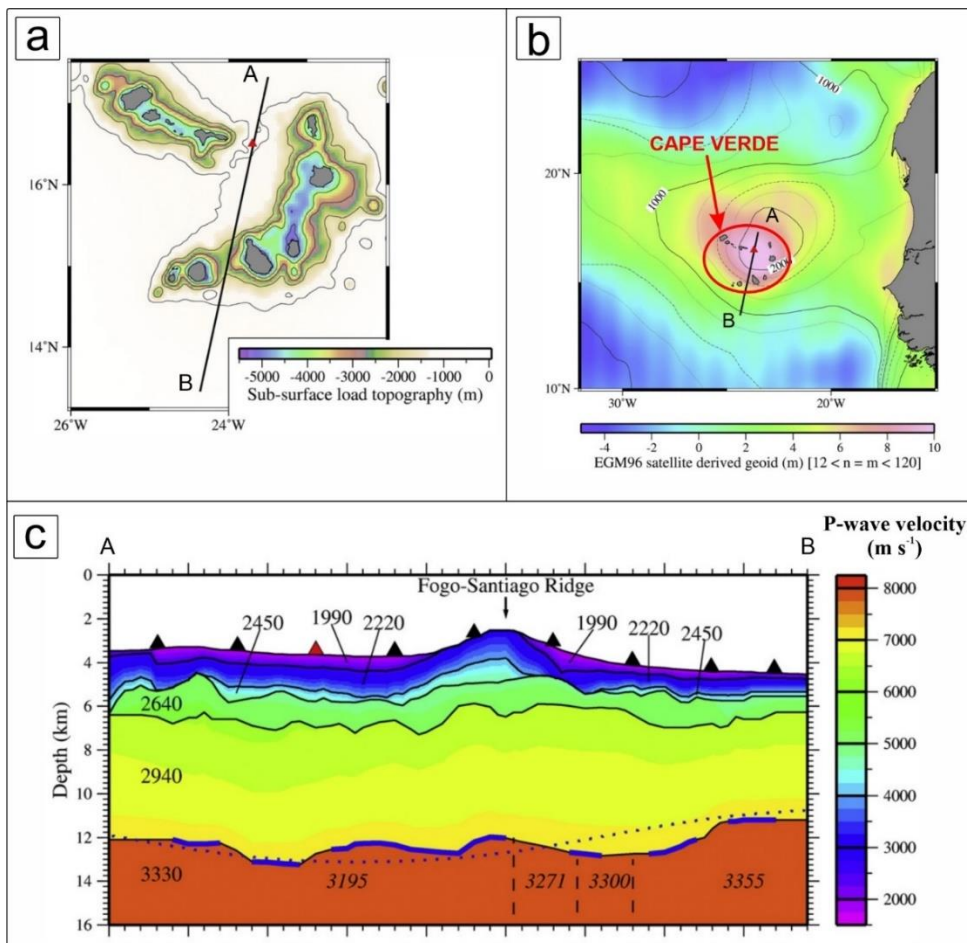 a
A
B
16°N
14°N
26°W
24°W
-5000 -4000 -3000 -2000 -1000 0
Sub-surface load topography (m)
b
1000
CAPE VERDE
20°N
1000
A
2000
B
10°N
30°W
20°W
-4 -2 0 2 4 6 8 10
EGM96 satellite derived geoid (m) [12 < n = m < 120]
c
A
B
P-wave velocity
(m s⁻¹)
Fogo-Santiago Ridge
0
2
4
6
8
10
12
14
16
Depth (km)
2450
1990
2220
1990
2220
2450
2640
2940
3330
3195
3271
3300
3355
8000
7000
6000
5000
4000
3000
2000